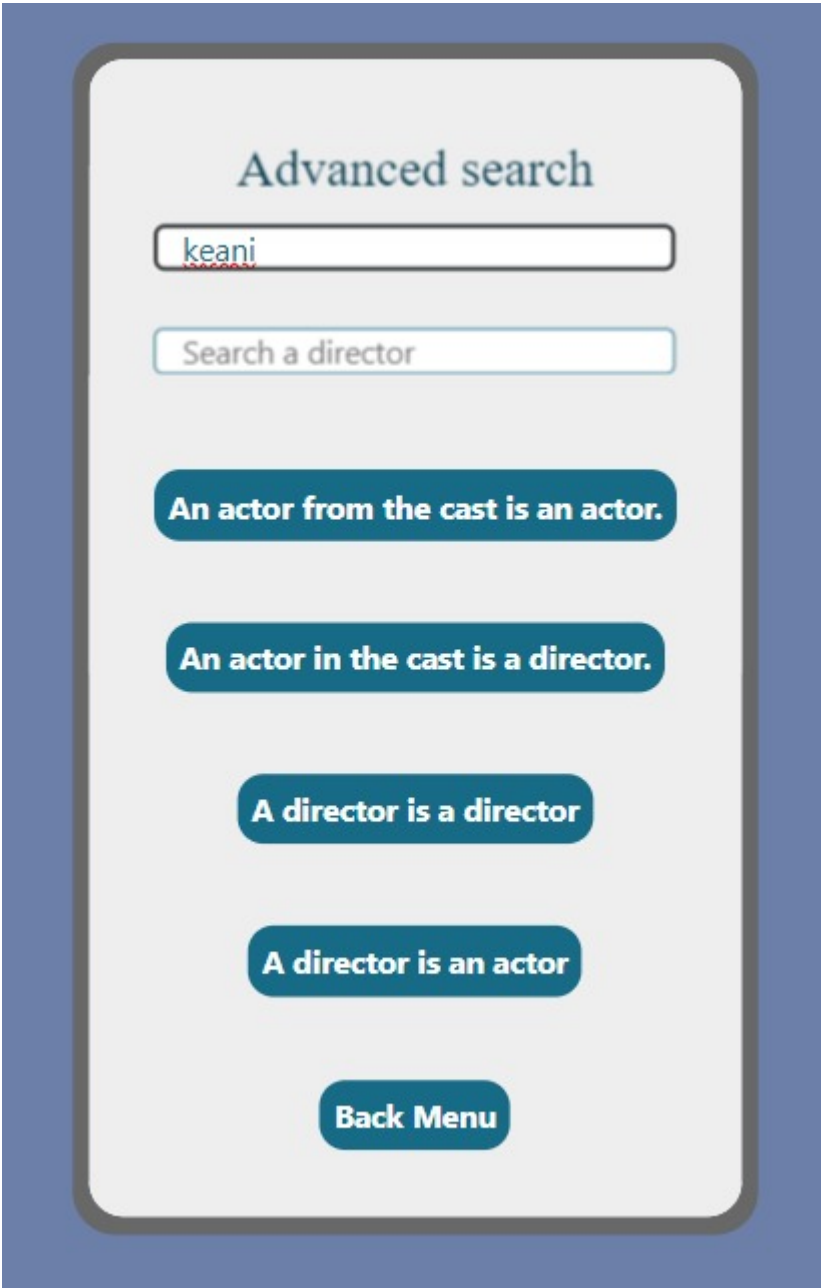 Advanced search
keani
Search a director
An actor from the cast is an actor.
An actor in the cast is a director.
A director is a director
A director is an actor
Back Menu